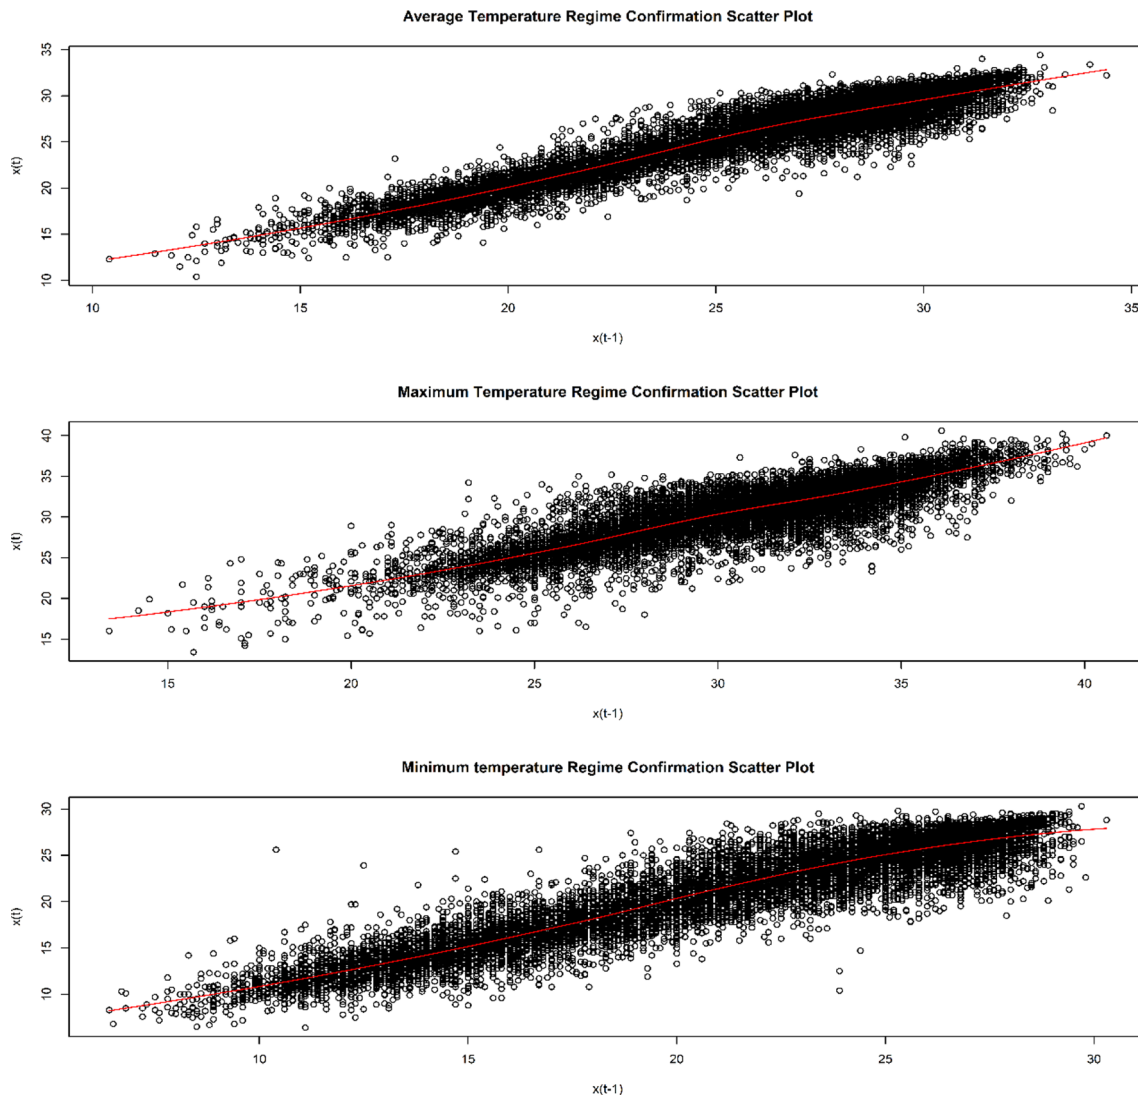 Average Temperature Regime Confirmation Scatter Plot
35
30
25
20
15
10
x(t)
10 15 20 25 30 35
x(t-1)
Maximum Temperature Regime Confirmation Scatter Plot
40
35
30
25
20
15
x(t)
15 20 25 30 35 40
x(t-1)
Minimum temperature Regime Confirmation Scatter Plot
30
25
20
15
10
x(t)
10 15 20 25 30
x(t-1)